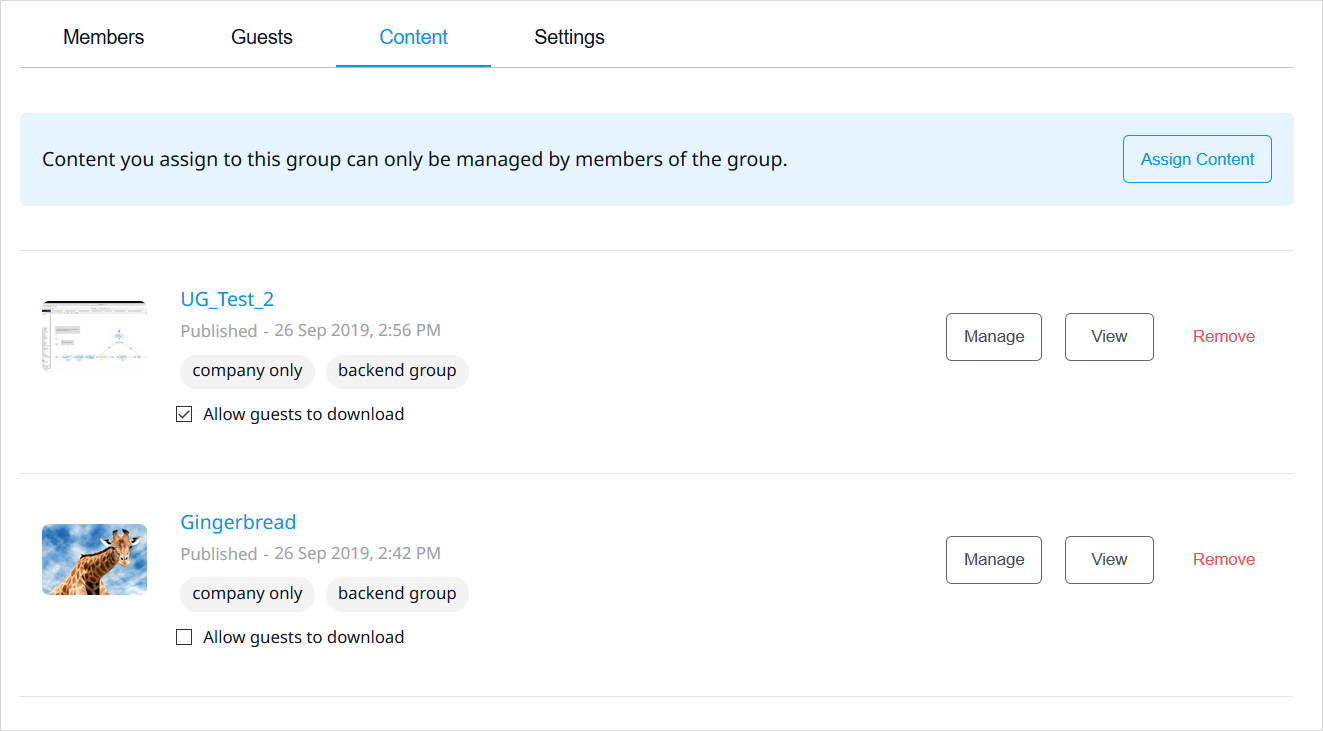 Members Guests Content Settings
Content you assign to this group can only be managed by members of the group. Assign Content
UG_Test_2
Published - 26 Sep 2019, 2:56 PM
Manage View Remove
company only backend group
Allow guests to download
Gingerbread
Published - 26 Sep 2019, 2:42 PM
Manage View Remove
company only backend group
Allow guests to download